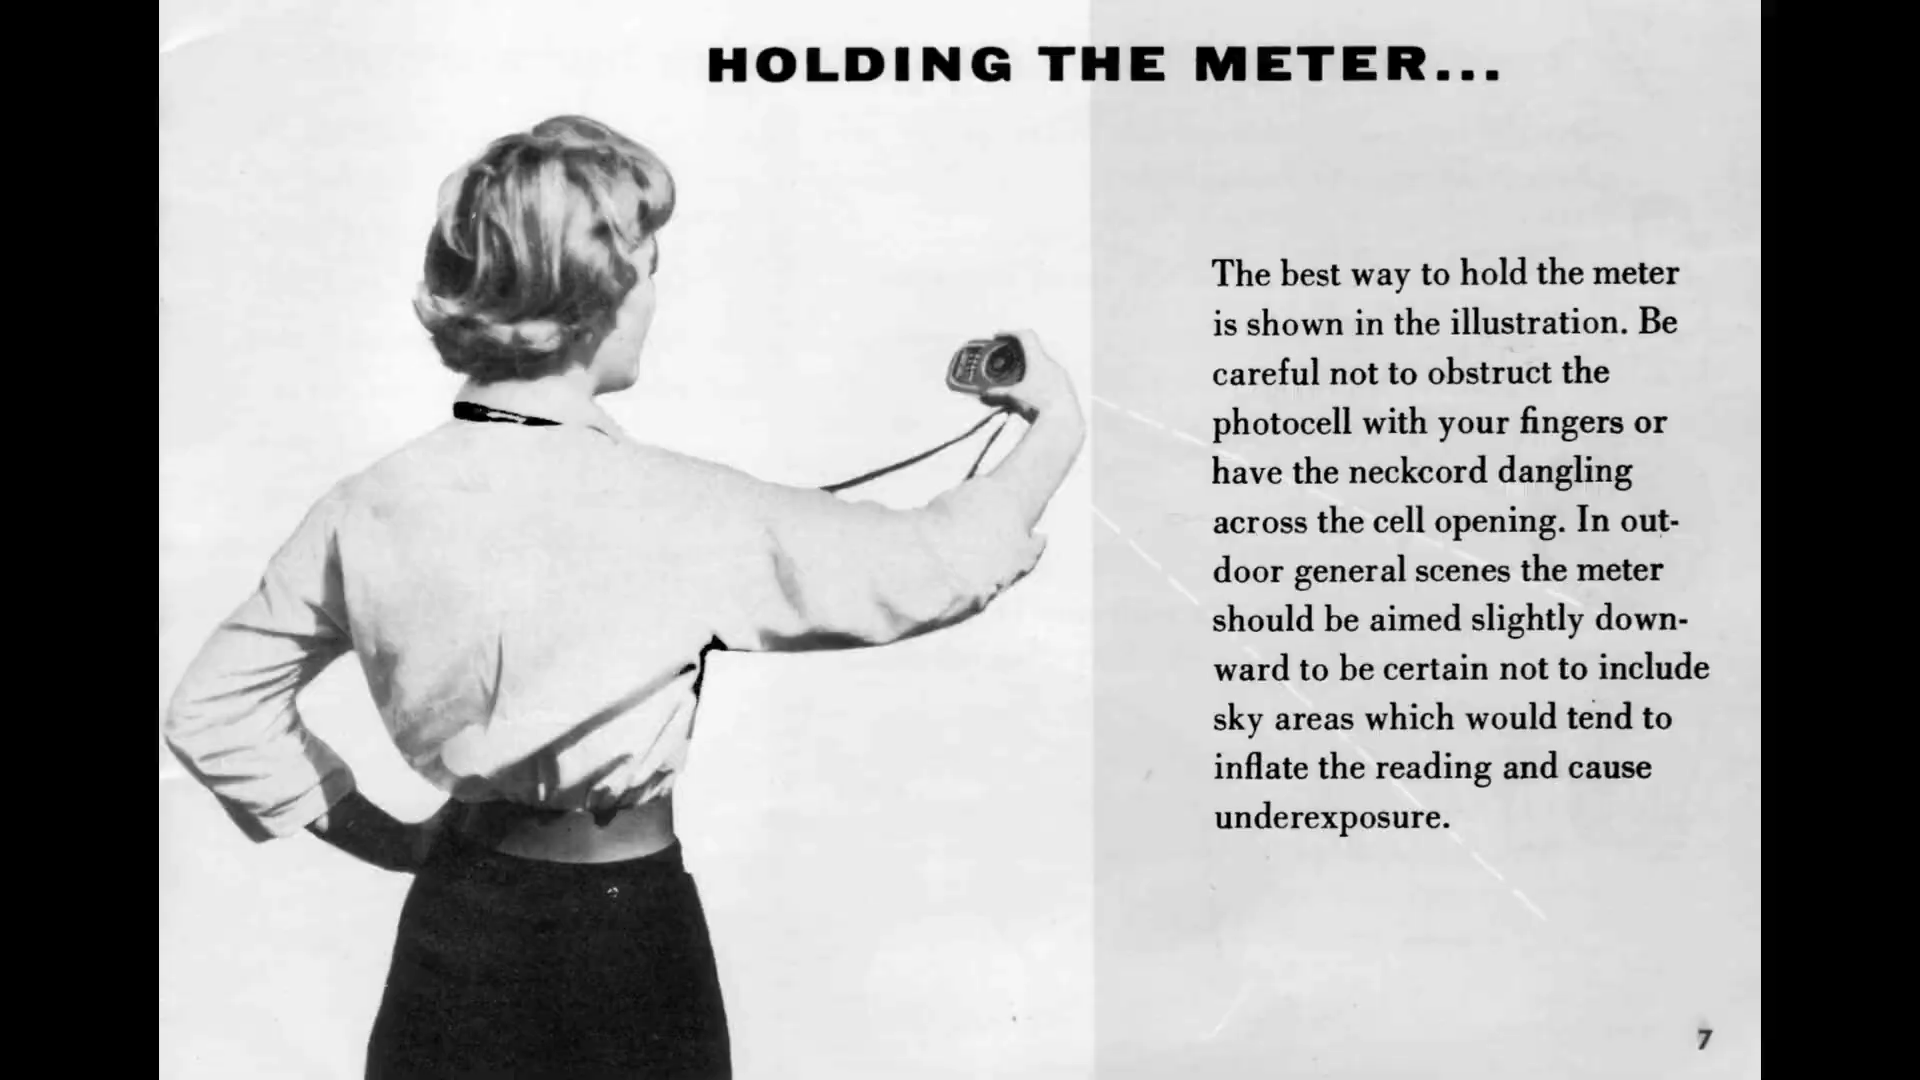 HOLDING THE METER...
The best way to hold the meter
is shown in the illustration. Be
careful not to obstruct the
photocell with your fingers or
have the neckcord dangling
across the cell opening. In out-
door general scenes the meter
should be aimed slightly down-
ward to be certain not to include
sky areas which would tend to
inflate the reading and cause
underexposure.
7